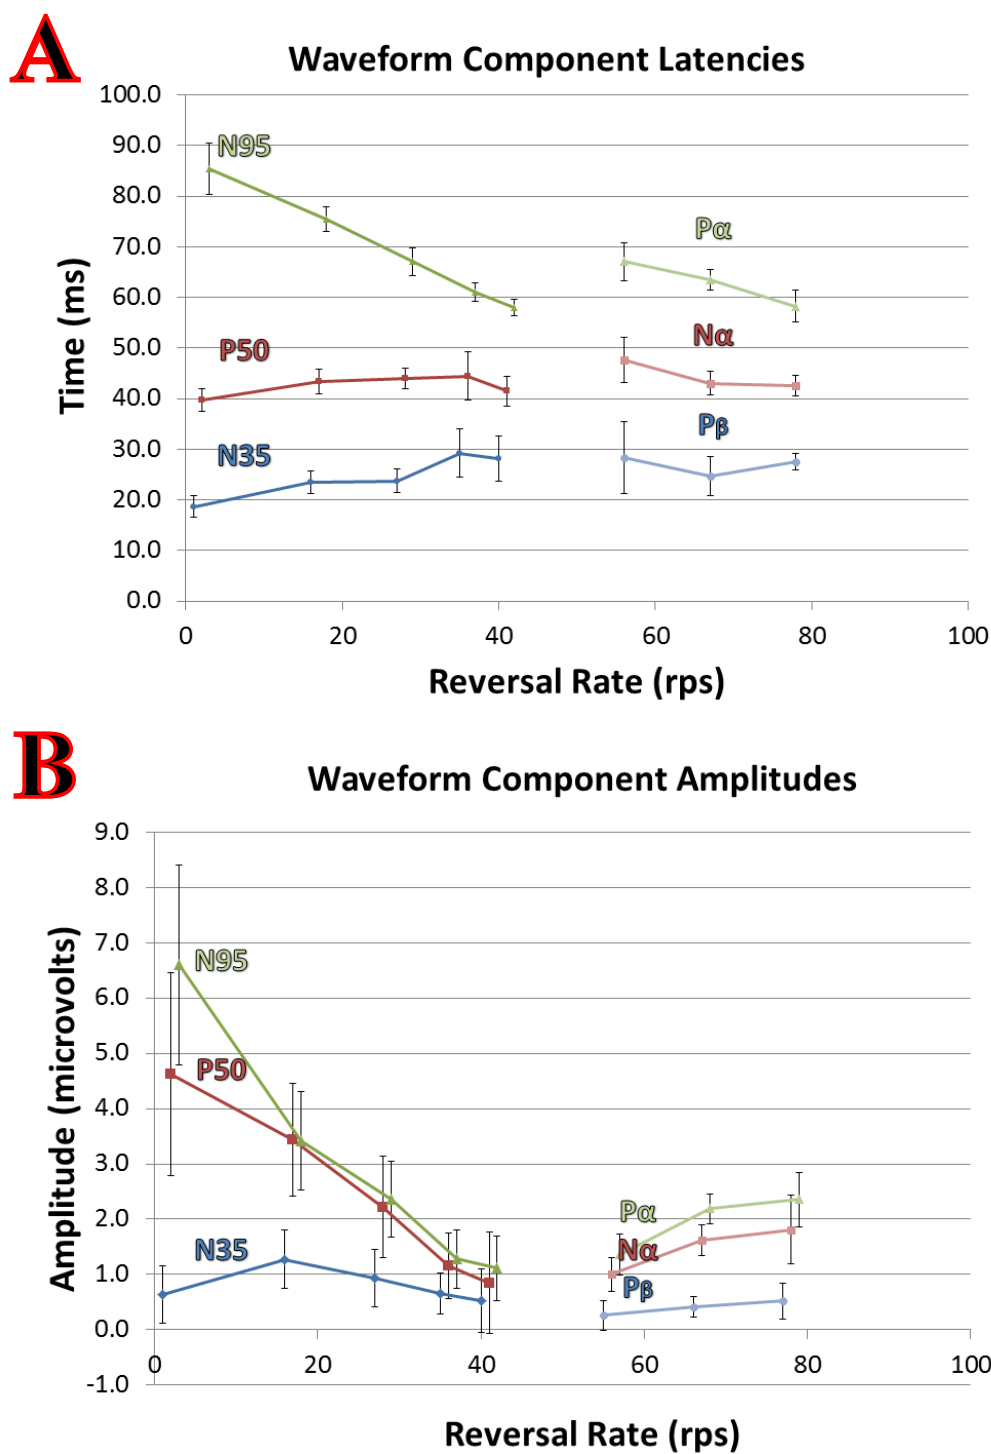 A
Waveform Component Latencies
100.0
90.0
80.0
70.0
60.0
50.0
40.0
30.0
20.0
10.0
0.0
Time (ms)
N95
P50
N35
Pα
Nα
Pβ
0 20 40 60 80 100
Reversal Rate (rps)
B
Waveform Component Amplitudes
9.0
8.0
7.0
6.0
5.0
4.0
3.0
2.0
1.0
0.0
-1.0
Amplitude (microvolts)
N95
P50
N35
Pα
Nα
Pβ
0 20 40 60 80 100
Reversal Rate (rps)